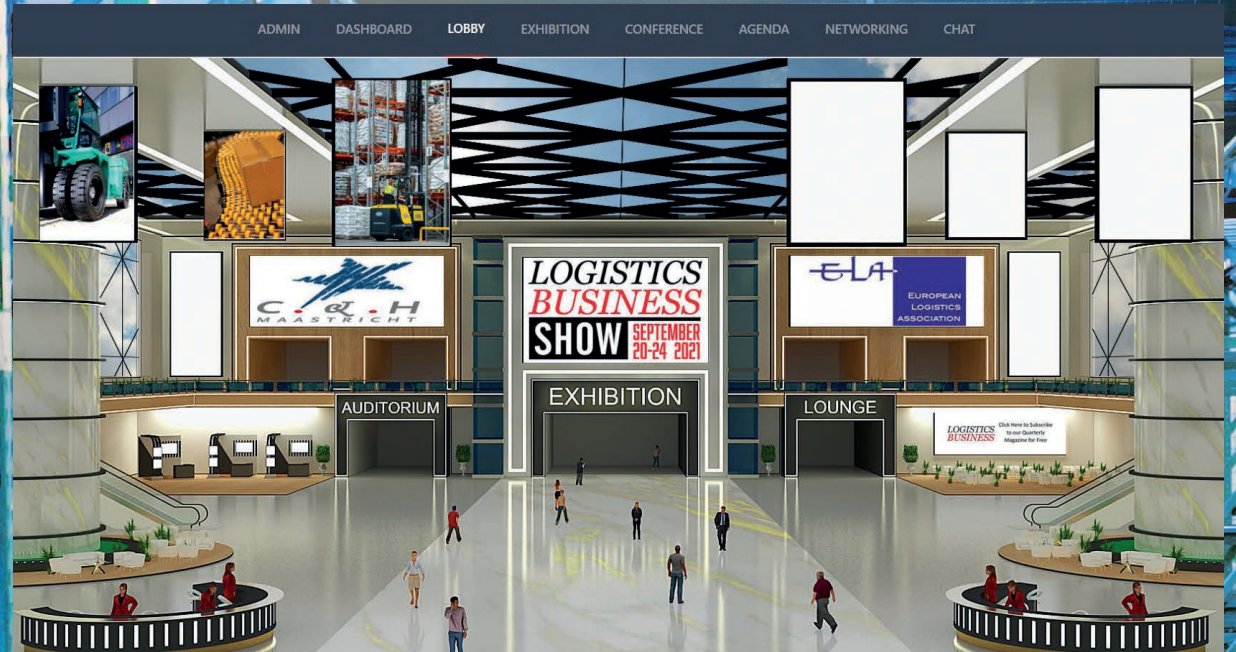 ADMIN DASHBOARD LOBBY EXHIBITION CONFERENCE AGENDA NETWORKING CHAT
C. & . H
MAASTRICHT
LOGISTICS
BUSINESS
SHOW SEPTEMBER
20-24 2021
ELA
EUROPEAN
LOGISTICS
ASSOCIATION
AUDITORIUM
EXHIBITION
LOUNGE
LOGISTICS
BUSINESS
Click Here to Subscribe
to our Quarterly
Magazine for Free